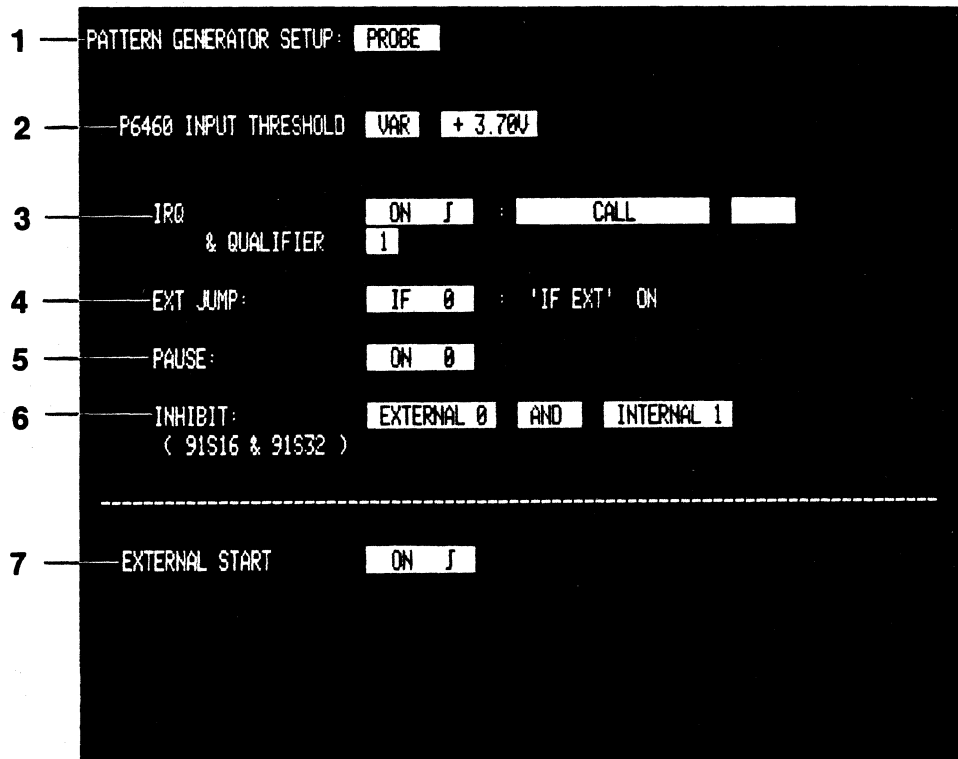 1 PATTERN GENERATOR SETUP: PROBE
2 P6460 INPUT THRESHOLD VAR + 3.70V
3 IRQ ON ∫ : CALL
& QUALIFIER 1
4 EXT JUMP: IF 0 : 'IF EXT' ON
5 PAUSE: ON 0
6 INHIBIT: EXTERNAL 0 AND INTERNAL 1
( 91S16 & 91S32 )
7 EXTERNAL START ON ∫